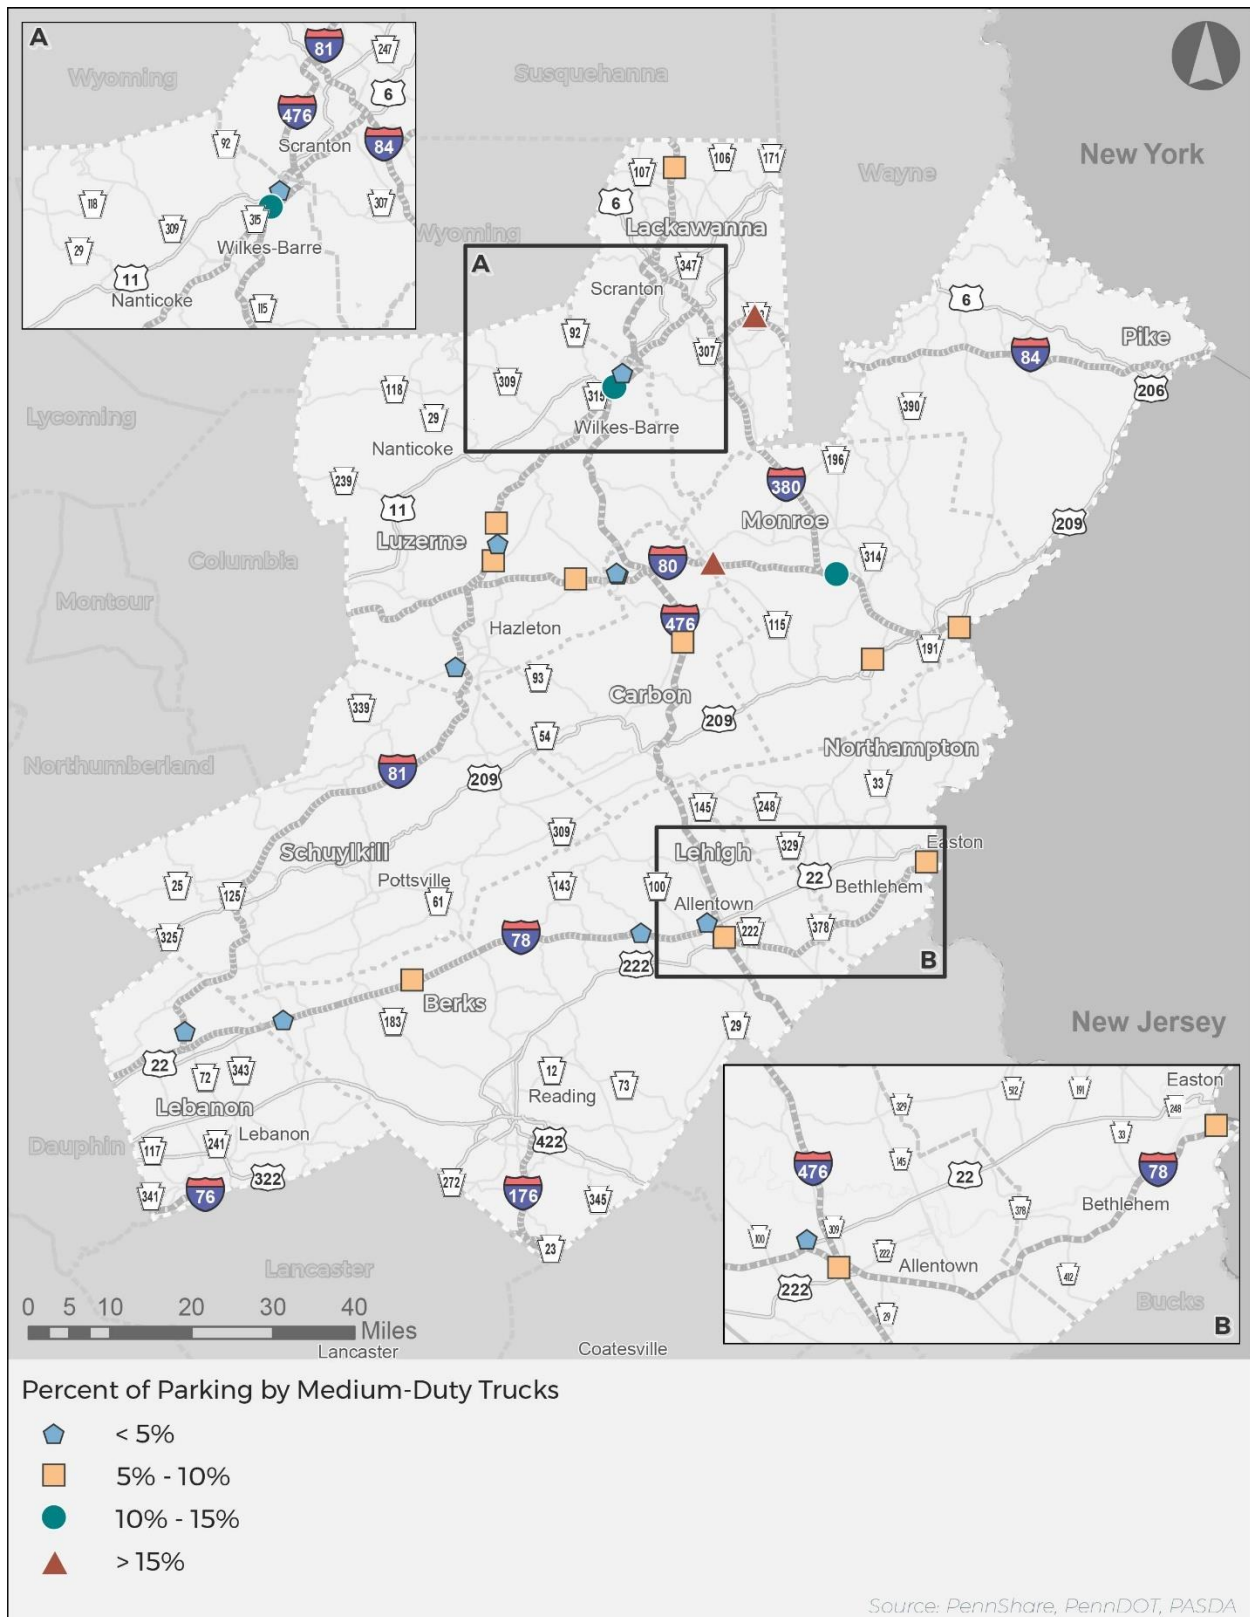 A
Wyoming
81
247
6
476
84
92
Scranton
118
309
315
307
29
Wilkes-Barre
11
Nanticoke
115
Susquehanna
New York
Wayne
107
106
171
6
Lackawanna
Wyoming
A
347
Scranton
92
307
309
315
Wilkes-Barre
6
84
Pike
206
390
Lycoming
118
29
Nanticoke
239
11
196
380
Monroe
209
Luzerne
Columbia
80
314
Montour
476
115
Hazleton
191
93
Carbon
339
209
54
Northampton
Northumberland
81
209
33
145
248
309
329
Easton
Schuylkill
Lehigh
22
Bethlehem
25
Pottsville
143
100
125
61
Allentown
222
378
325
78
222
B
Berks
183
29
New Jersey
22
72
343
12
Reading
73
Lebanon
Dauphin
117
241
Lebanon
422
341
76
322
272
176
345
23
Lancaster
512
191
Easton
329
248
33
476
145
22
78
378
Bethlehem
100
309
222
Allentown
222
412
29
Bucks
B
0 5 10 20 30 40
Miles
Lancaster
Coatesville
Percent of Parking by Medium-Duty Trucks
< 5%
5% - 10%
10% - 15%
> 15%
Source: PennShare, PennDOT, PASDA